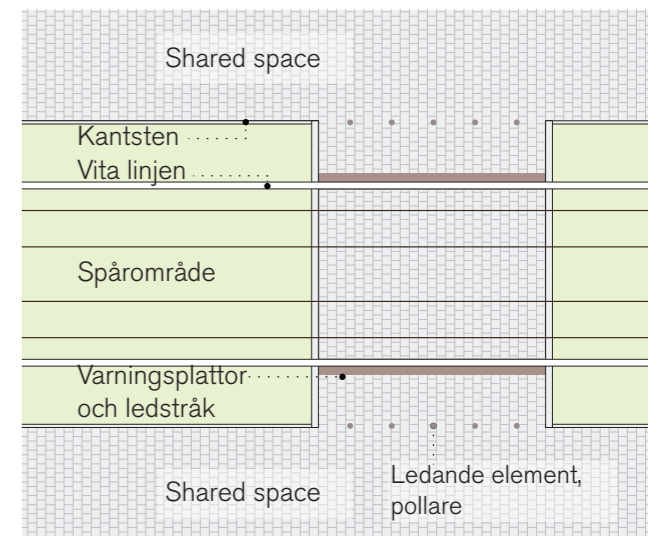 Shared space
Kantsten
Vita linjen
Spårområde
Varningsplattor
och ledstråk
Ledande element,
pollare
Shared space